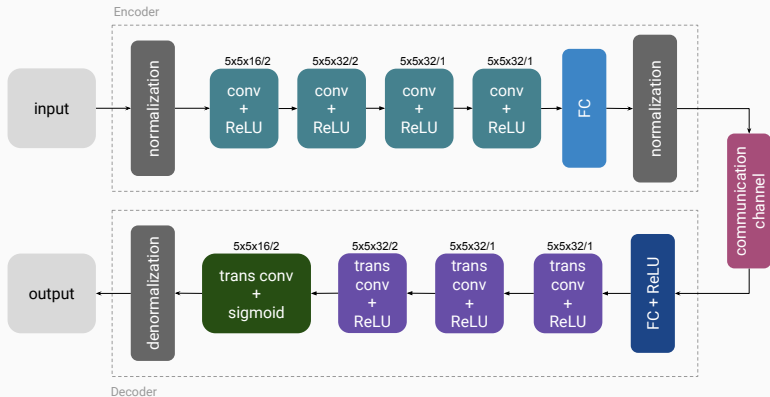 Encoder
input
normalization
5x5x16/2
conv
+
ReLU
5x5x32/2
conv
+
ReLU
5x5x32/1
conv
+
ReLU
5x5x32/1
conv
+
ReLU
FC
normalization
communication
channel
FC + ReLU
5x5x32/1
trans
conv +
ReLU
5x5x32/1
trans
conv +
ReLU
5x5x32/2
trans
conv +
ReLU
5x5x16/2
trans conv
+
sigmoid
denormalization
output
Decoder